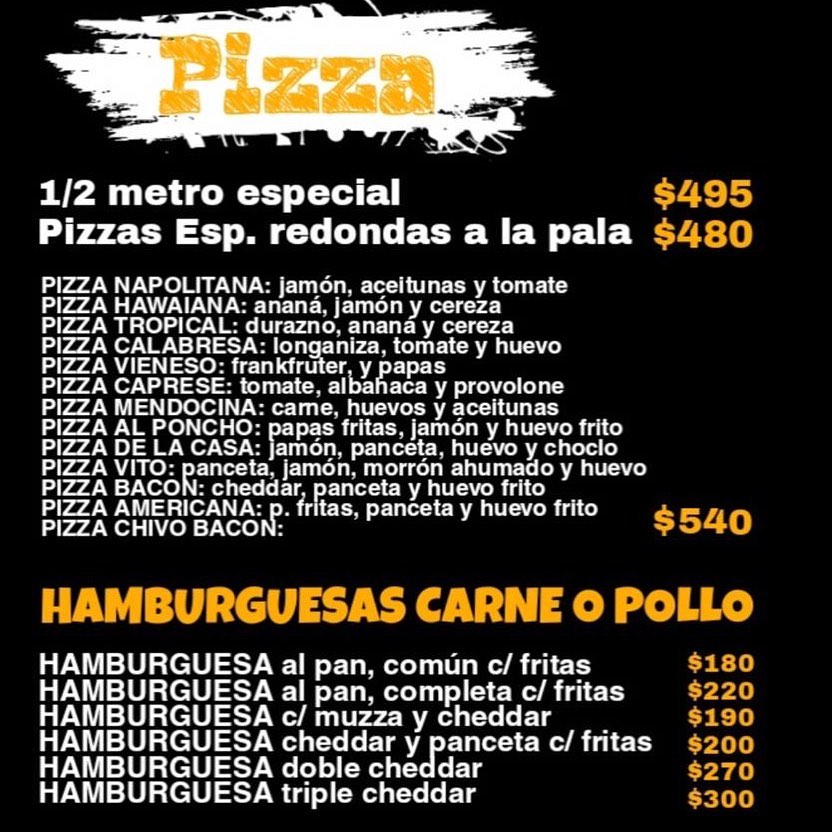 Pizza
1/2 metro especial $495
Pizzas Esp. redondas a la pala $480
PIZZA NAPOLITANA: jamón, aceitunas y tomate
PIZZA HAWAIANA: ananá, jamón y cereza
PIZZA TROPICAL: durazno, ananá y cereza
PIZZA CALABRESA: longaniza, tomate y huevo
PIZZA VIENESO: frankfruter, y papas
PIZZA CAPRESE: tomate, albahaca y provolone
PIZZA MENDOCINA: carne, huevos y aceitunas
PIZZA AL PONCHO: papas fritas, jamón y huevo frito
PIZZA DE LA CASA: jamón, panceta, huevo y choclo
PIZZA VITO: panceta, jamón, morrón ahumado y huevo
PIZZA BACON: cheddar, panceta y huevo frito
PIZZA AMERICANA: p. fritas, panceta y huevo frito
PIZZA CHIVO BACON: $540
HAMBURGUESAS CARNE O POLLO
HAMBURGUESA al pan, común c/ fritas $180
HAMBURGUESA al pan, completa c/ fritas $220
HAMBURGUESA c/ muzza y cheddar $190
HAMBURGUESA cheddar y panceta c/ fritas $200
HAMBURGUESA doble cheddar $270
HAMBURGUESA triple cheddar $300